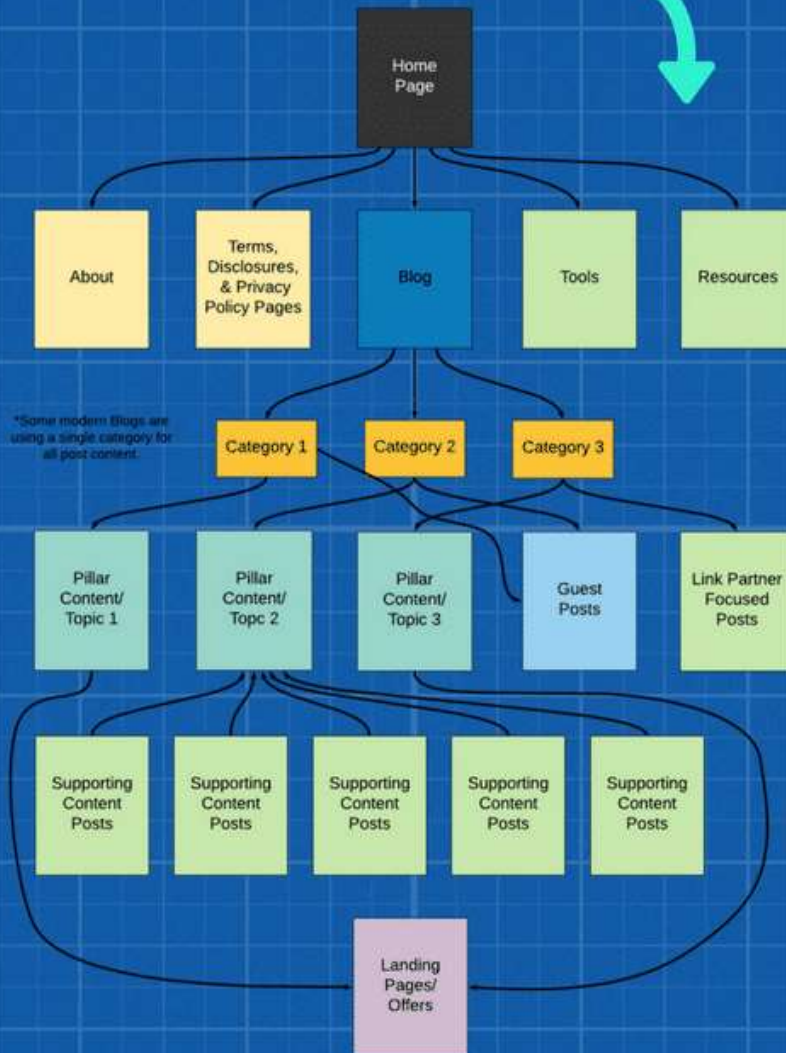 Home
Page
About
Terms,
Disclosures,
& Privacy
Policy Pages
Blog
Tools
Resources
*Some modern Blogs are
using a single category for
all post content.
Category 1
Category 2
Category 3
Pillar
Content/
Topic 1
Pillar
Content/
Topc 2
Pillar
Content/
Topic 3
Guest
Posts
Link Partner
Focused
Posts
Supporting
Content
Posts
Supporting
Content
Posts
Supporting
Content
Posts
Supporting
Content
Posts
Supporting
Content
Posts
Landing
Pages/
Offers